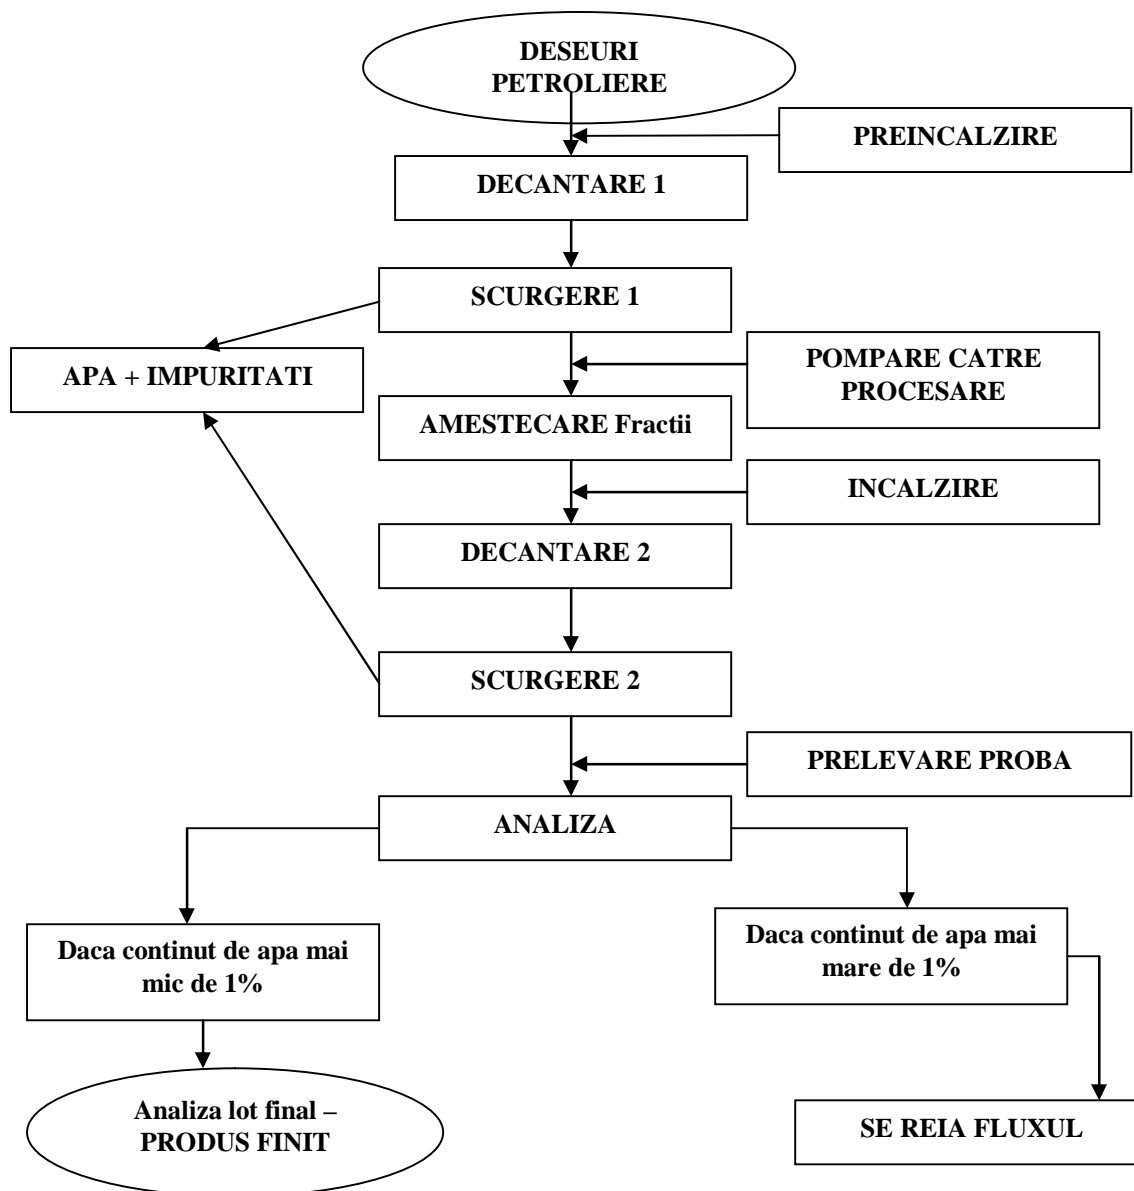 DESEURI
PETROLIERE
PREINCALZIRE
DECANTARE 1
SCURGERE 1
APA + IMPURITATI
POMPARE CATRE
PROCESARE
AMESTECARE Fractii
INCALZIRE
DECANTARE 2
SCURGERE 2
PRELEVARE PROBA
ANALIZA
Daca continut de apa mai
mic de 1%
Daca continut de apa mai
mare de 1%
Analiza lot final –
PRODUS FINIT
SE REIA FLUXUL